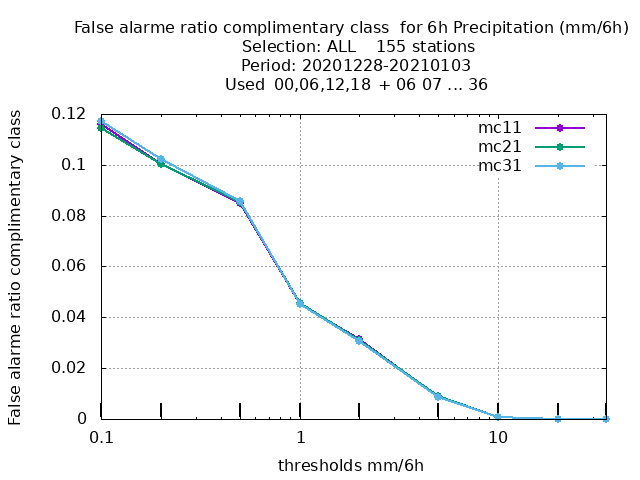 False alarme ratio complimentary class  for 6h Precipitation (mm/6h)
Selection: ALL    155 stations
Period: 20201228-20210103
Used  00,06,12,18  + 06 07 ... 36
False alarme ratio complimentary class
0.12
0.1
0.08
0.06
0.04
0.02
0
mc11
mc21
mc31
0.1
1
10
thresholds mm/6h